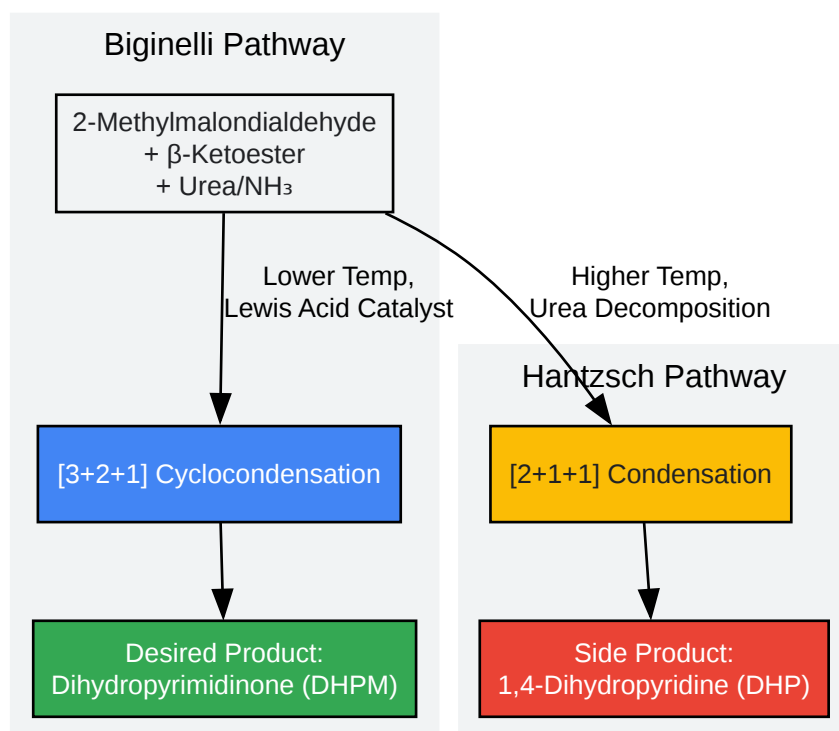 Biginelli Pathway
2-Methylmalondialdehyde
+ β-Ketoester
+ Urea/NH₃
Lower Temp,
Lewis Acid Catalyst
Higher Temp,
Urea Decomposition
Hantzsch Pathway
[3+2+1] Cyclocondensation
[2+1+1] Condensation
Desired Product:
Dihydropyrimidinone (DHPM)
Side Product:
1,4-Dihydropyridine (DHP)